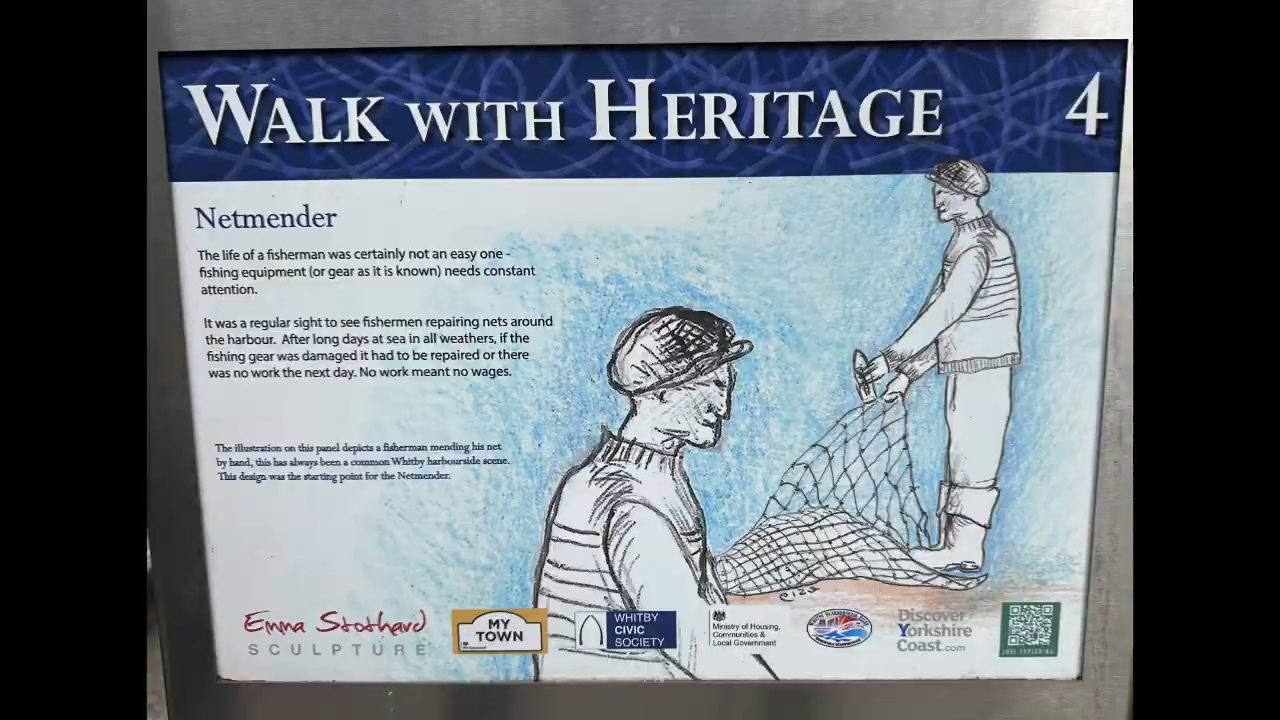 WALK WITH HERITAGE 4
Netmender
The life of a fisherman was certainly not an easy one -
fishing equipment (or gear as it is known) needs constant
attention.
It was a regular sight to see fishermen repairing nets around
the harbour. After long days at sea in all weathers, if the
fishing gear was damaged it had to be repaired or there
was no work the next day. No work meant no wages.
The illustration on this panel depicts a fisherman mending his net
by hand, this has always been a common Whitby harbourside scene.
This design was the starting point for the Netmender.
Emma Stothard
SCULPTURE
MY
TOWN
WHITBY
CIVIC
SOCIETY
Ministry of Housing,
Communities &
Local Government
Discover
Yorkshire
Coast.com